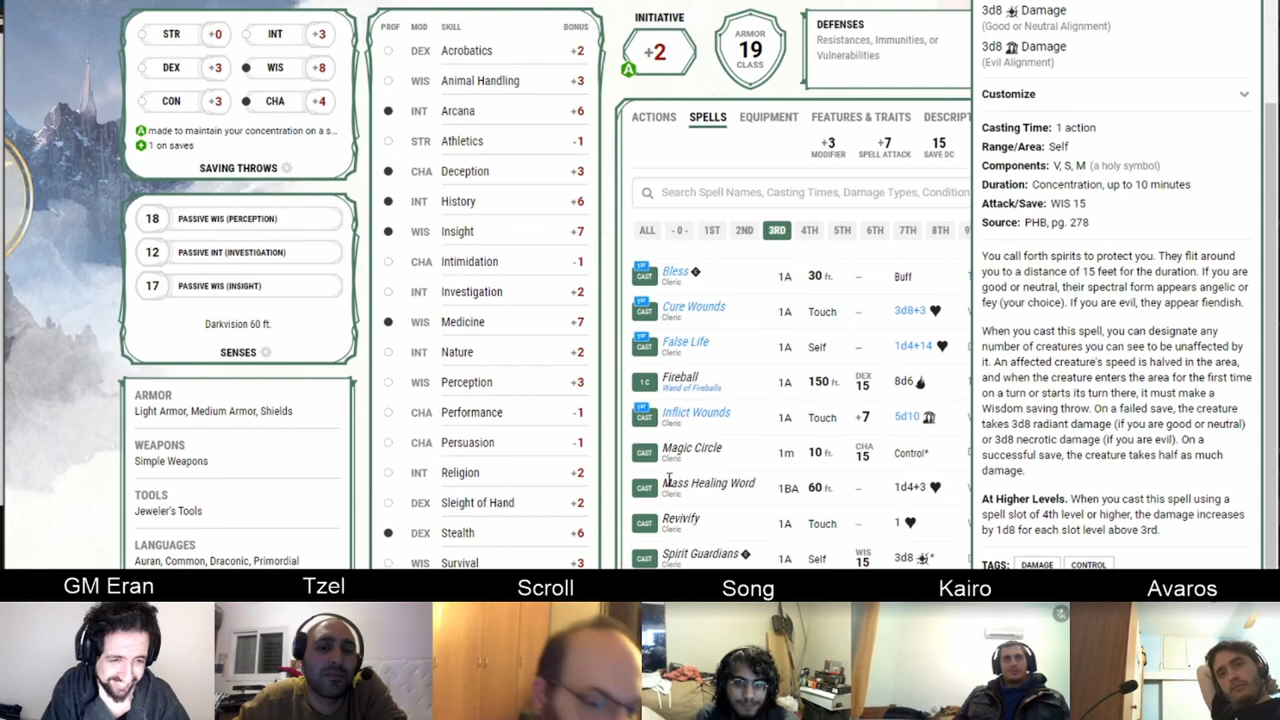 STR +0 INT +3
DEX +3 WIS +8
CON +3 CHA +4
made to maintain your concentration on a s...
1 on saves
SAVING THROWS
18 PASSIVE WIS (PERCEPTION)
12 PASSIVE INT (INVESTIGATION)
17 PASSIVE WIS (INSIGHT)
Darkvision 60 ft.
SENSES
ARMOR
Light Armor, Medium Armor, Shields
WEAPONS
Simple Weapons
TOOLS
Jeweler's Tools
LANGUAGES
Auran, Common, Draconic, Primordial
PROF MOD SKILL BONUS
DEX Acrobatics +2
WIS Animal Handling +3
INT Arcana +6
STR Athletics -1
CHA Deception +3
INT History +6
WIS Insight +7
CHA Intimidation -1
INT Investigation +2
WIS Medicine +7
INT Nature +2
WIS Perception +3
CHA Performance -1
CHA Persuasion -1
INT Religion +2
DEX Sleight of Hand +2
DEX Stealth +6
WIS Survival +3
INITIATIVE
+2
A
ARMOR
19
CLASS
DEFENSES
Resistances, Immunities, or
Vulnerabilities
ACTIONS SPELLS EQUIPMENT FEATURES & TRAITS DESCRIPT
+3 +7 15
MODIFIER SPELL ATTACK SAVE DC
Search Spell Names, Casting Times, Damage Types, Condition
ALL - 0 - 1ST 2ND 3RD 4TH 5TH 6TH 7TH 8TH 9
1ST CAST Bless 1A 30 ft. -- Buff
Cleric
1ST CAST Cure Wounds 1A Touch -- 3d8+3
Cleric
1ST CAST False Life 1A Self -- 1d4+14
Cleric
1 C Fireball 1A 150 ft. DEX 15 8d6
Wand of Fireballs
1ST CAST Inflict Wounds 1A Touch +7 5d10
Cleric
CAST Magic Circle 1m 10 ft. CHA 15 Control*
Cleric
CAST Mass Healing Word 1BA 60 ft. -- 1d4+3
Cleric
CAST Revivify 1A Touch -- 1
Cleric
CAST Spirit Guardians 1A Self WIS 15 3d8 *
Cleric
3d8 Damage
(Good or Neutral Alignment)
3d8 Damage
(Evil Alignment)
Customize
Casting Time: 1 action
Range/Area: Self
Components: V, S, M (a holy symbol)
Duration: Concentration, up to 10 minutes
Attack/Save: WIS 15
Source: PHB, pg. 278
You call forth spirits to protect you. They flit around
you to a distance of 15 feet for the duration. If you are
good or neutral, their spectral form appears angelic or
fey (your choice). If you are evil, they appear fiendish.
When you cast this spell, you can designate any
number of creatures you can see to be unaffected by
it. An affected creature's speed is halved in the area,
and when the creature enters the area for the first time
on a turn or starts its turn there, it must make a
Wisdom saving throw. On a failed save, the creature
takes 3d8 radiant damage (if you are good or neutral)
or 3d8 necrotic damage (if you are evil). On a
successful save, the creature takes half as much
damage.
At Higher Levels. When you cast this spell using a
spell slot of 4th level or higher, the damage increases
by 1d8 for each slot level above 3rd.
TAGS: DAMAGE CONTROL
GM Eran Tzel Scroll Song Kairo Avaros